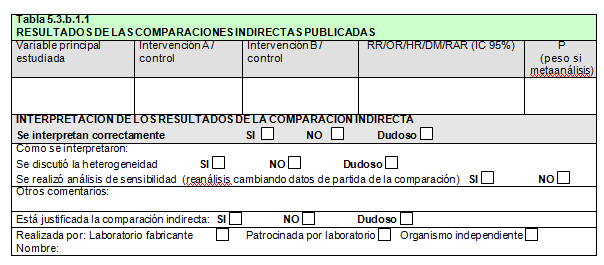 Tabla 5.3.b.1.1
RESULTADOS DE LAS COMPARACIONES INDIRECTAS PUBLICADAS
Variable principal estudiada
Intervención A / control
Intervención B / control
RR/OR/HR/DM/RAR (IC 95%)
P (peso si metaanálisis)
INTERPRETACION DE LOS RESULTADOS DE LA COMPARACION INDIRECTA
Se interpretan correctamente SI NO Dudoso
Cómo se interpretaron:
Se discutió la heterogeneidad SI NO Dudoso
Se realizó análisis de sensibilidad (reanálisis cambiando datos de partida de la comparación) SI NO
Otros comentarios:
Está justificada la comparación indirecta: SI NO Dudoso
Realizada por: Laboratorio fabricante Patrocinada por laboratorio Organismo independiente
Nombre: